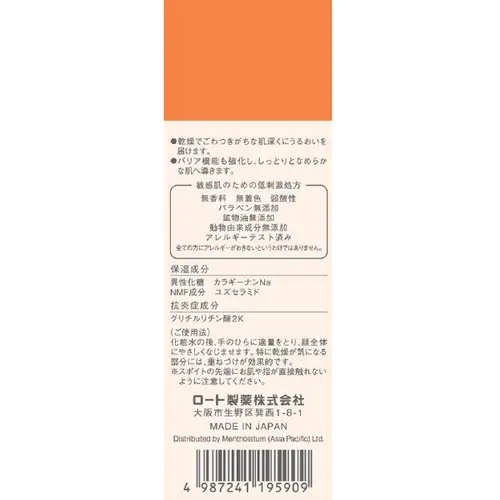 ●乾燥でごわつきがちな肌深くにうるおいを
届けます。
●バリア機能も強化し、しっとりとなめらか
な肌へ導きます。
敏感肌のための低刺激処方
無香料 無着色 弱酸性
パラベン無添加
鉱物油無添加
動物由来成分無添加
アレルギーテスト済み
全ての方にアレルギーがおきないというわけではありません。
保湿成分
異性化糖 カラギーナンNa
NMF成分 ユズセラミド
抗炎症成分
グリチルリチン酸2K
〈ご使用法〉
化粧水の後、手のひらに適量をとり、顔全体
にやさしくなじませます。特に乾燥が気になる
部分には、重ねづけが効果的です。
※スポイトの先端にお肌や指が直接触れない
ように注意してください。
ロート製薬株式会社
大阪市生野区巽西1-8-1
MADE IN JAPAN
Distributed by Mentholatum (Asia Pacific) Ltd.
4 987241 195909